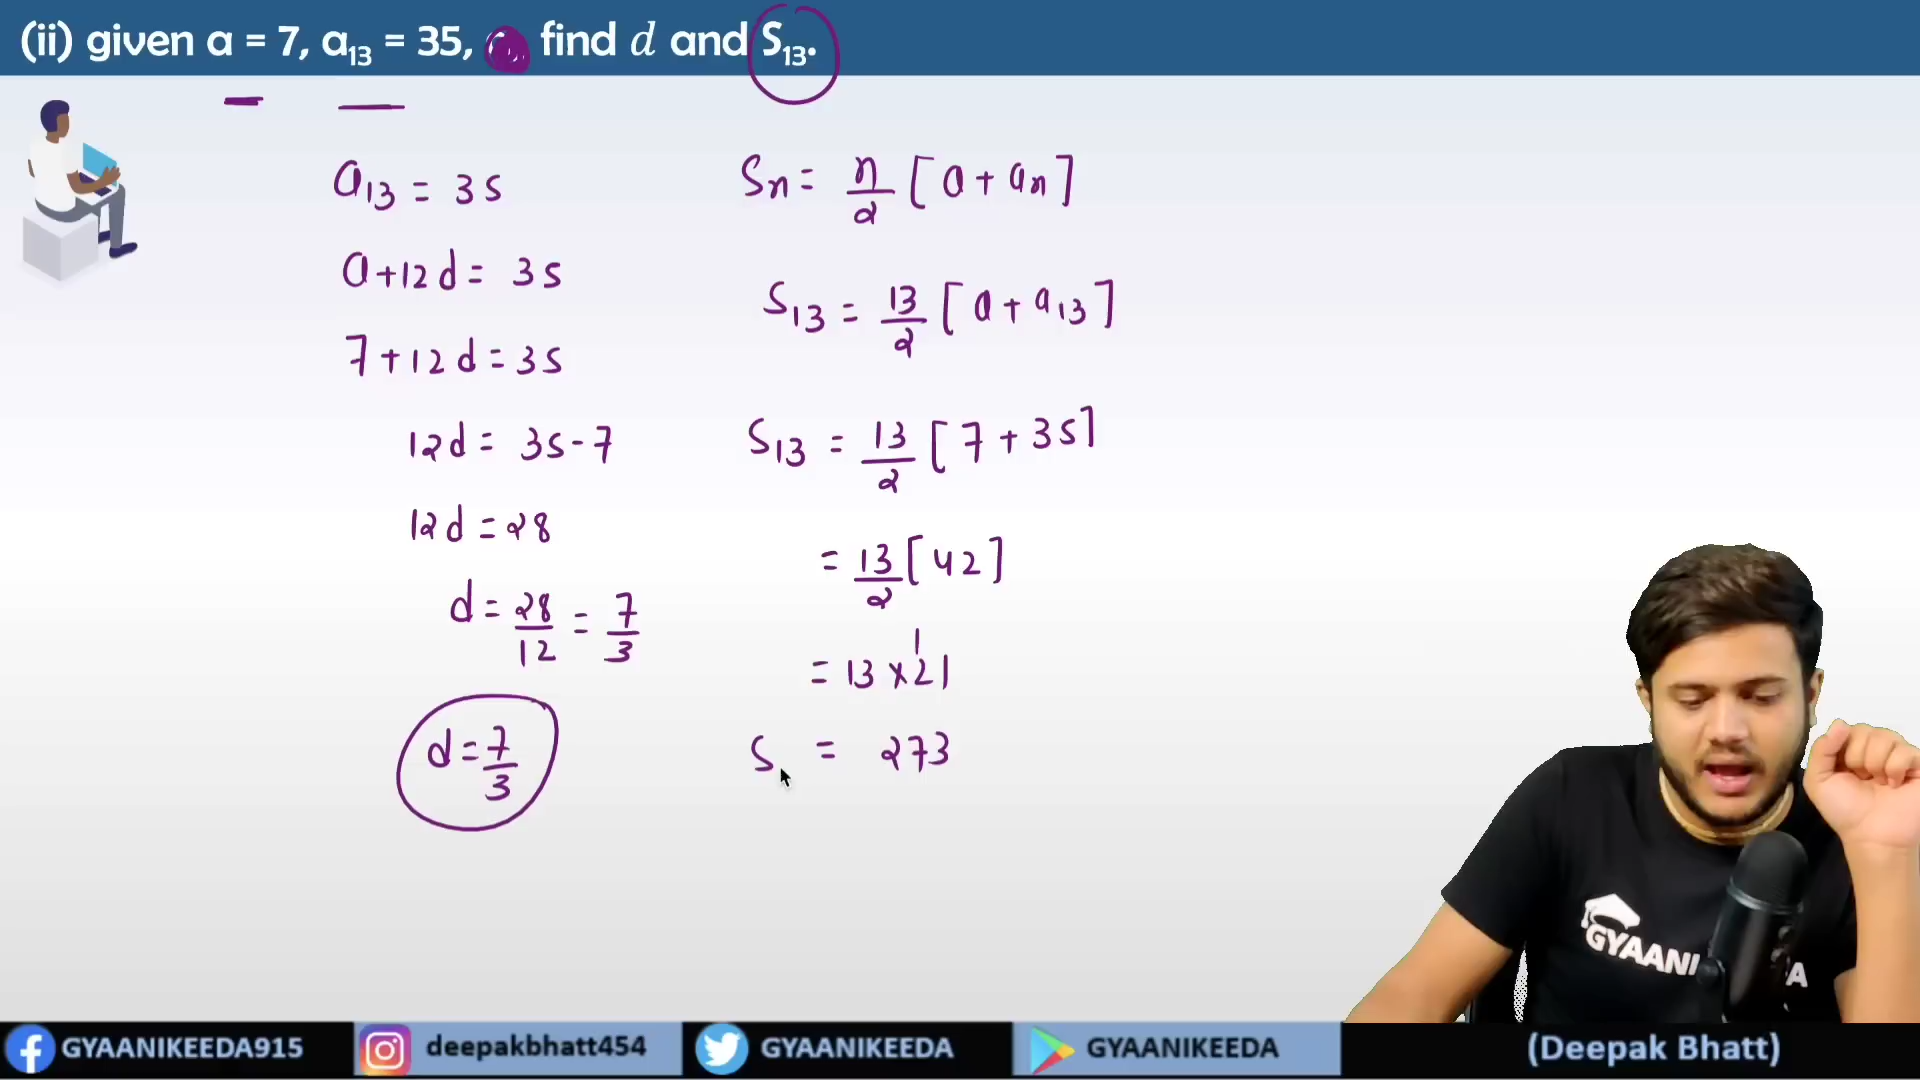 (ii) given a = 7, a₁₃ = 35, find d and S₁₃.
a₁₃ = 35
a+12d = 35
7+12d = 35
12d = 35-7
12d = 28
d = 28/12 = 7/3
d = 7/3
Sn = n/2 [a + an]
S₁₃ = 13/2 [a + a₁₃]
S₁₃ = 13/2 [7 + 35]
= 13/2 [42]
1
= 13 × 21
S = 273
GYAANI A
GYAANIKEEDA915
deepakbhatt454
GYAANIKEEDA
GYAANIKEEDA
(Deepak Bhatt)